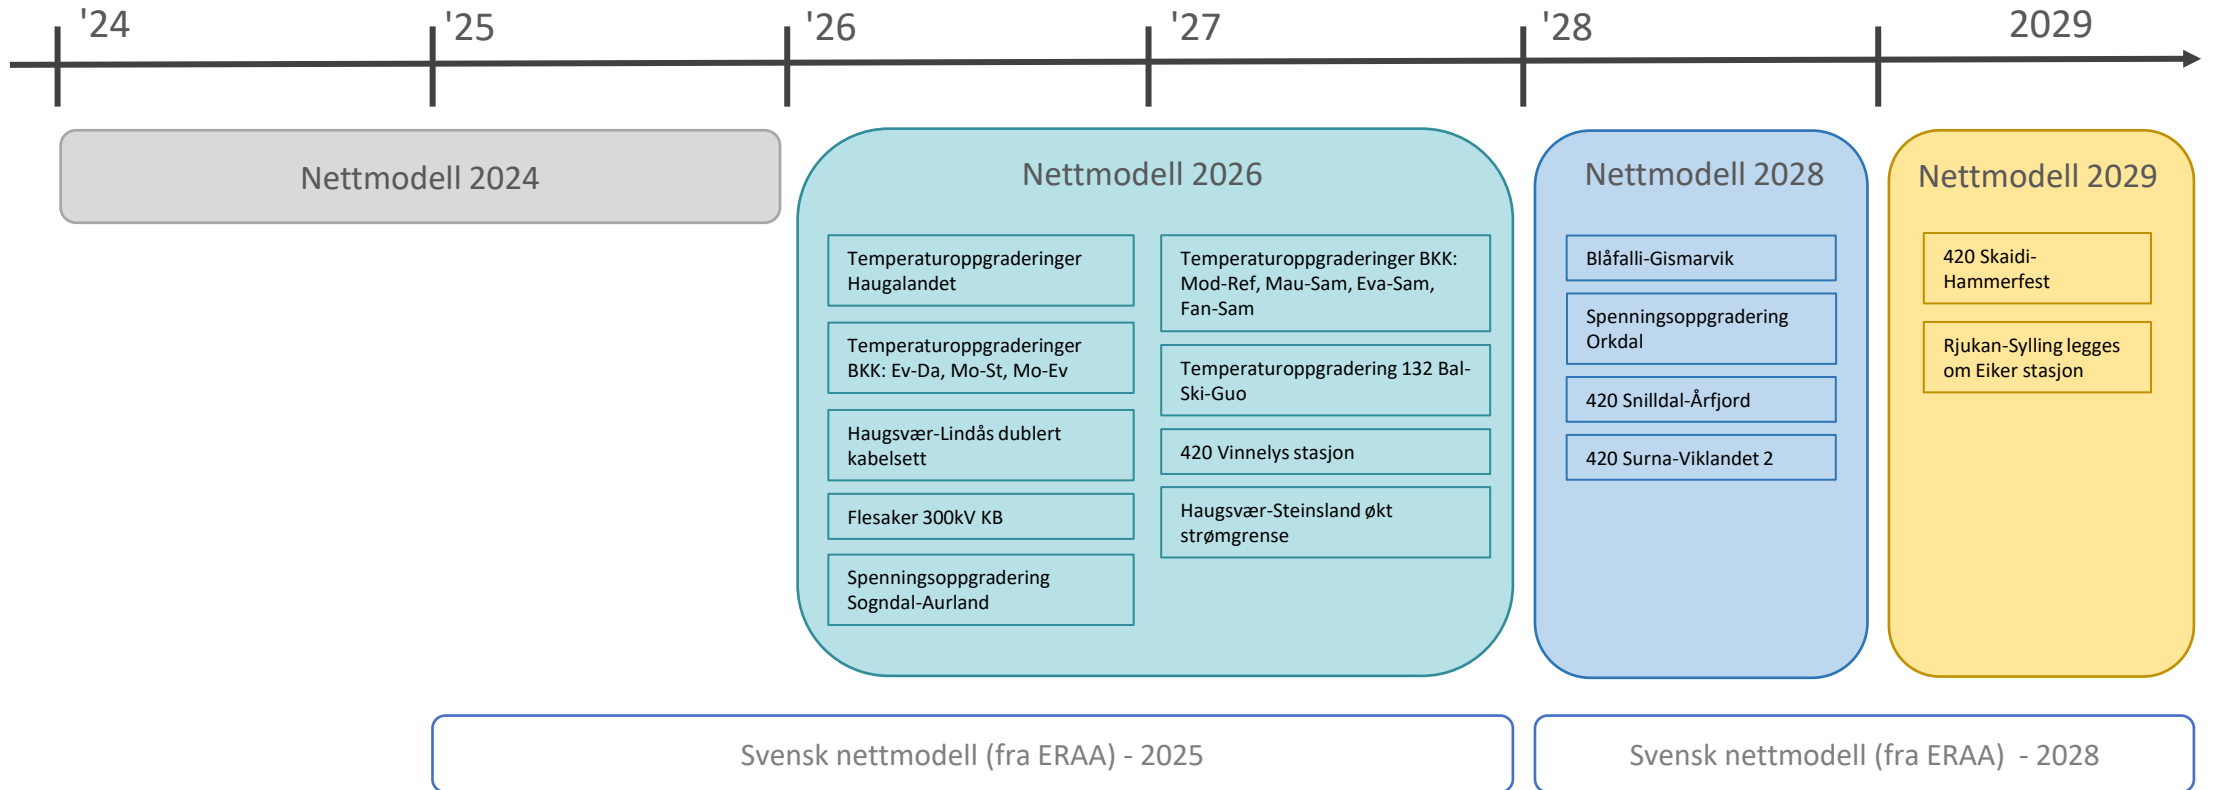 '24
'25
'26
'27
'28
2029
Nettmodell 2024
Nettmodell 2026
Temperaturoppgraderinger
Haugalandet
Temperaturoppgraderinger
BKK: Ev-Da, Mo-St, Mo-Ev
Haugsvær-Lindås dublert
kabelsett
Flesaker 300kV KB
Spenningsoppgradering
Sogndal-Aurland
Temperaturoppgraderinger BKK:
Mod-Ref, Mau-Sam, Eva-Sam,
Fan-Sam
Temperaturoppgradering 132 Bal-
Ski-Guo
420 Vinnelys stasjon
Haugsvær-Steinsland økt
strømgrense
Nettmodell 2028
Blåfalli-Gismarvik
Spenningsoppgradering
Orkdal
420 Snilldal-Årfjord
420 Surna-Viklandet 2
Nettmodell 2029
420 Skaidi-
Hammerfest
Rjukan-Sylling legges
om Eiker stasjon
Svensk nettmodell (fra ERAA) - 2025
Svensk nettmodell (fra ERAA)  - 2028